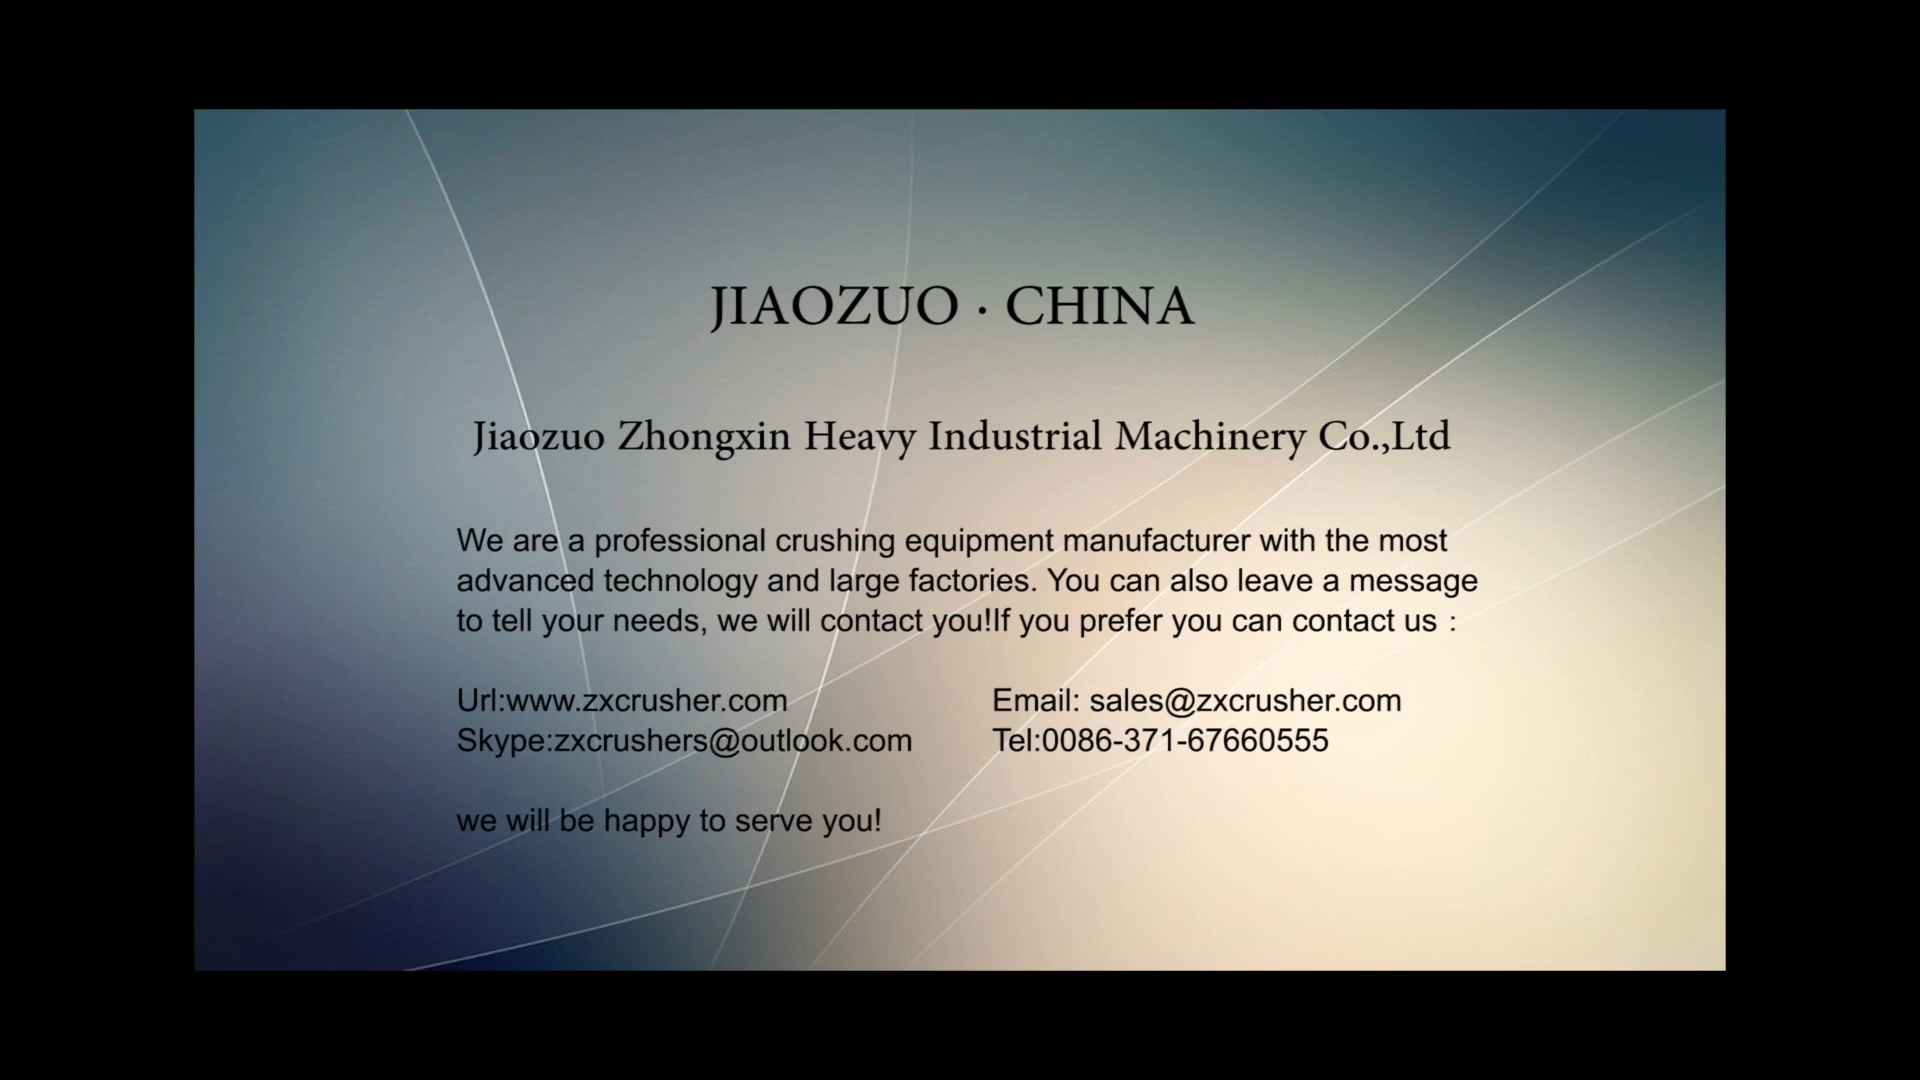 JIAOZUO · CHINA
Jiaozuo Zhongxin Heavy Industrial Machinery Co.,Ltd
We are a professional crushing equipment manufacturer with the most
advanced technology and large factories. You can also leave a message
to tell your needs, we will contact you!If you prefer you can contact us：
Url:www.zxcrusher.com Email: sales@zxcrusher.com
Skype:zxcrushers@outlook.com Tel:0086-371-67660555
we will be happy to serve you!